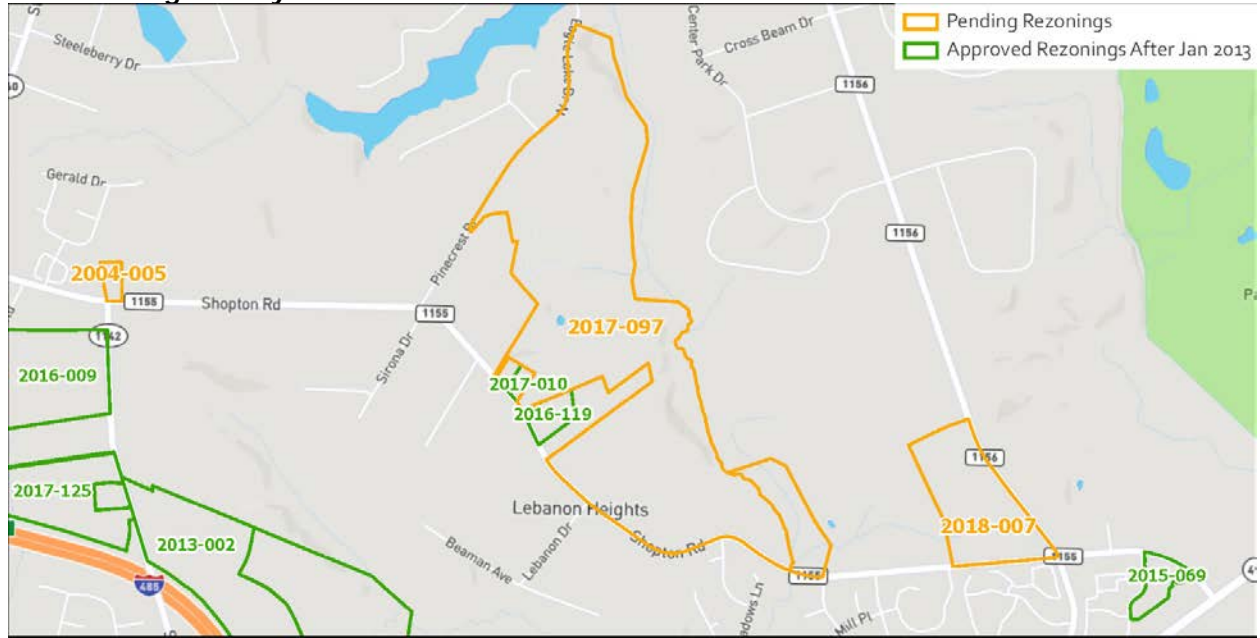 Pending Rezonings
Approved Rezonings After Jan 2013
Steeleberry Dr
Eagle Lake Dr N
Center Park Dr
Cross Beam Dr
1156
Gerald Dr
Pinecrest Dr
1156
2004-005
1155
Shopton Rd
1155
1142
2017-097
Sirona Dr
2016-009
2017-010
2016-119
1156
2017-125
Lebanon Heights
2018-007
2013-002
Shopton Rd
Beaman Ave
Lebanon Dr
1155
1155
2015-069
485
Mill Pl